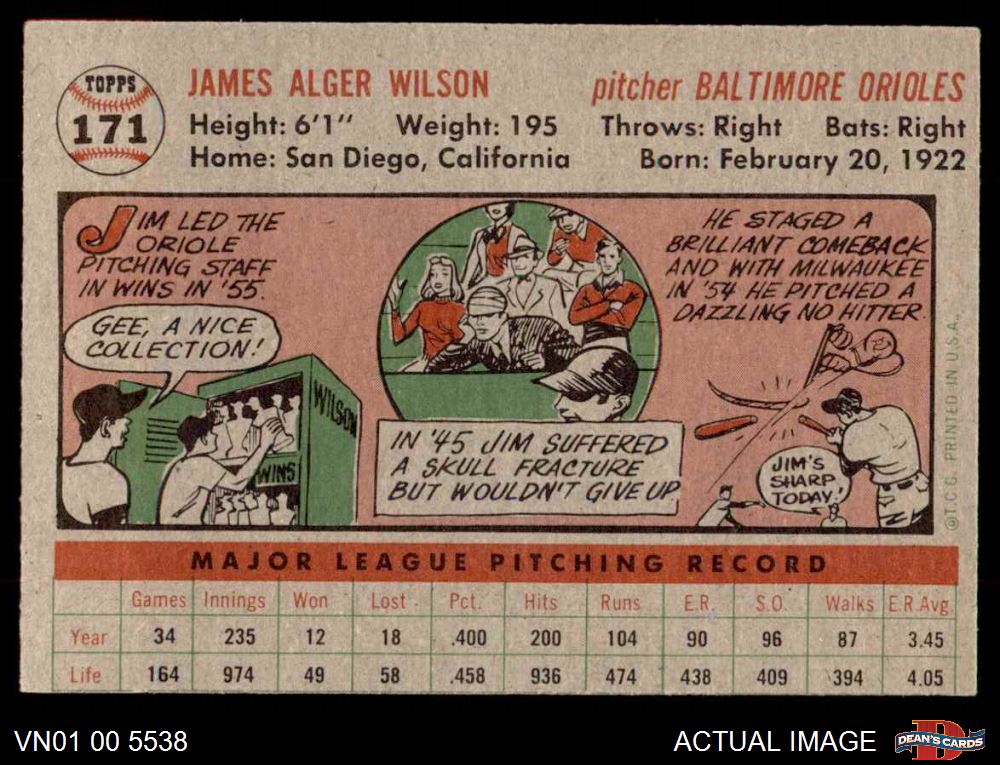 TOPPS
171
JAMES ALGER WILSON
pitcher BALTIMORE ORIOLES
Height: 6'1" Weight: 195 Throws: Right Bats: Right
Home: San Diego, California Born: February 20, 1922
JIM LED THE
ORIOLE
PITCHING STAFF
IN WINS IN '55.
GEE, A NICE
COLLECTION!
WILSON
WINS
IN '45 JIM SUFFERED
A SKULL FRACTURE
BUT WOULDN'T GIVE UP
HE STAGED A
BRILLIANT COMEBACK
AND WITH MILWAUKEE
IN '54 HE PITCHED A
DAZZLING NO HITTER.
JIM'S
SHARP
TODAY!
©T.C.G. PRINTED IN U.S.A.
MAJOR LEAGUE PITCHING RECORD
Games Innings Won Lost Pct. Hits Runs E.R. S.O. Walks E.R.Avg.
Year 34 235 12 18 .400 200 104 90 96 87 3.45
Life 164 974 49 58 .458 936 474 438 409 394 4.05
VN01 00 5538
ACTUAL IMAGE
DEAN'S CARDS